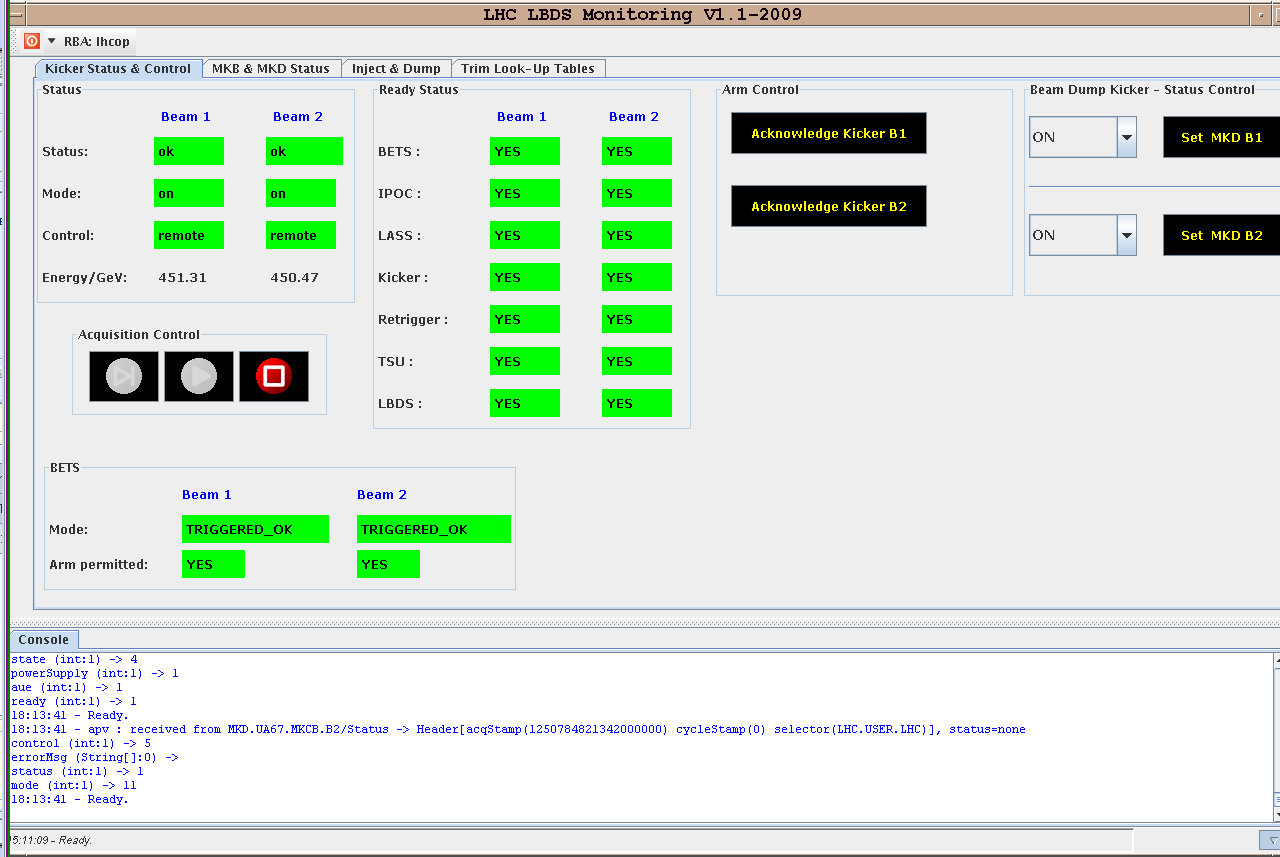 LHC LBDS Monitoring V1.1-2009
RBA: lhcop
Kicker Status & Control MKB & MKD Status Inject & Dump Trim Look-Up Tables
Status
Beam 1 Beam 2
Status: ok ok
Mode: on on
Control: remote remote
Energy/GeV: 451.31 450.47
Acquisition Control
Ready Status
Beam 1 Beam 2
BETS : YES YES
IPOC : YES YES
LASS : YES YES
Kicker : YES YES
Retrigger : YES YES
TSU : YES YES
LBDS : YES YES
Arm Control
Acknowledge Kicker B1
Acknowledge Kicker B2
Beam Dump Kicker - Status Control
ON Set MKD B1
ON Set MKD B2
BETS
Beam 1 Beam 2
Mode: TRIGGERED_OK TRIGGERED_OK
Arm permitted: YES YES
Console
state (int:1) -> 4
powerSupply (int:1) -> 1
aue (int:1) -> 1
ready (int:1) -> 1
18:13:41 - Ready.
18:13:41 - apv : received from MKD.UA67.MKCB.B2/Status -> Header[acqStamp(1250784821342000000) cycleStamp(0) selector(LHC.USER.LHC)], status=none
control (int:1) -> 5
errorMsg (String[]:0) ->
status (int:1) -> 1
mode (int:1) -> 11
18:13:41 - Ready.
5:11:09 - Ready.